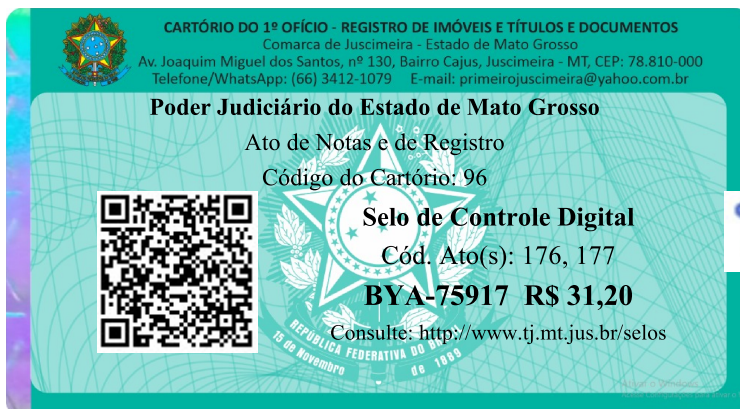 CARTÓRIO DO 1º OFÍCIO - REGISTRO DE IMÓVEIS E TÍTULOS E DOCUMENTOS
Comarca de Juscimeira - Estado de Mato Grosso
Av. Joaquim Miguel dos Santos, nº 130, Bairro Cajus, Juscimeira - MT, CEP: 78.810-000
Telefone/WhatsApp: (66) 3412-1079 E-mail: primeirojuscimeira@yahoo.com.br
Poder Judiciário do Estado de Mato Grosso
Ato de Notas e de Registro
Código do Cartório: 96
Selo de Controle Digital
Cód. Ato(s): 176, 177
BYA-75917 R$ 31,20
Consulte: http://www.tj.mt.jus.br/selos
REPÚBLICA FEDERATIVA DO
15 de Novembro
de 1889